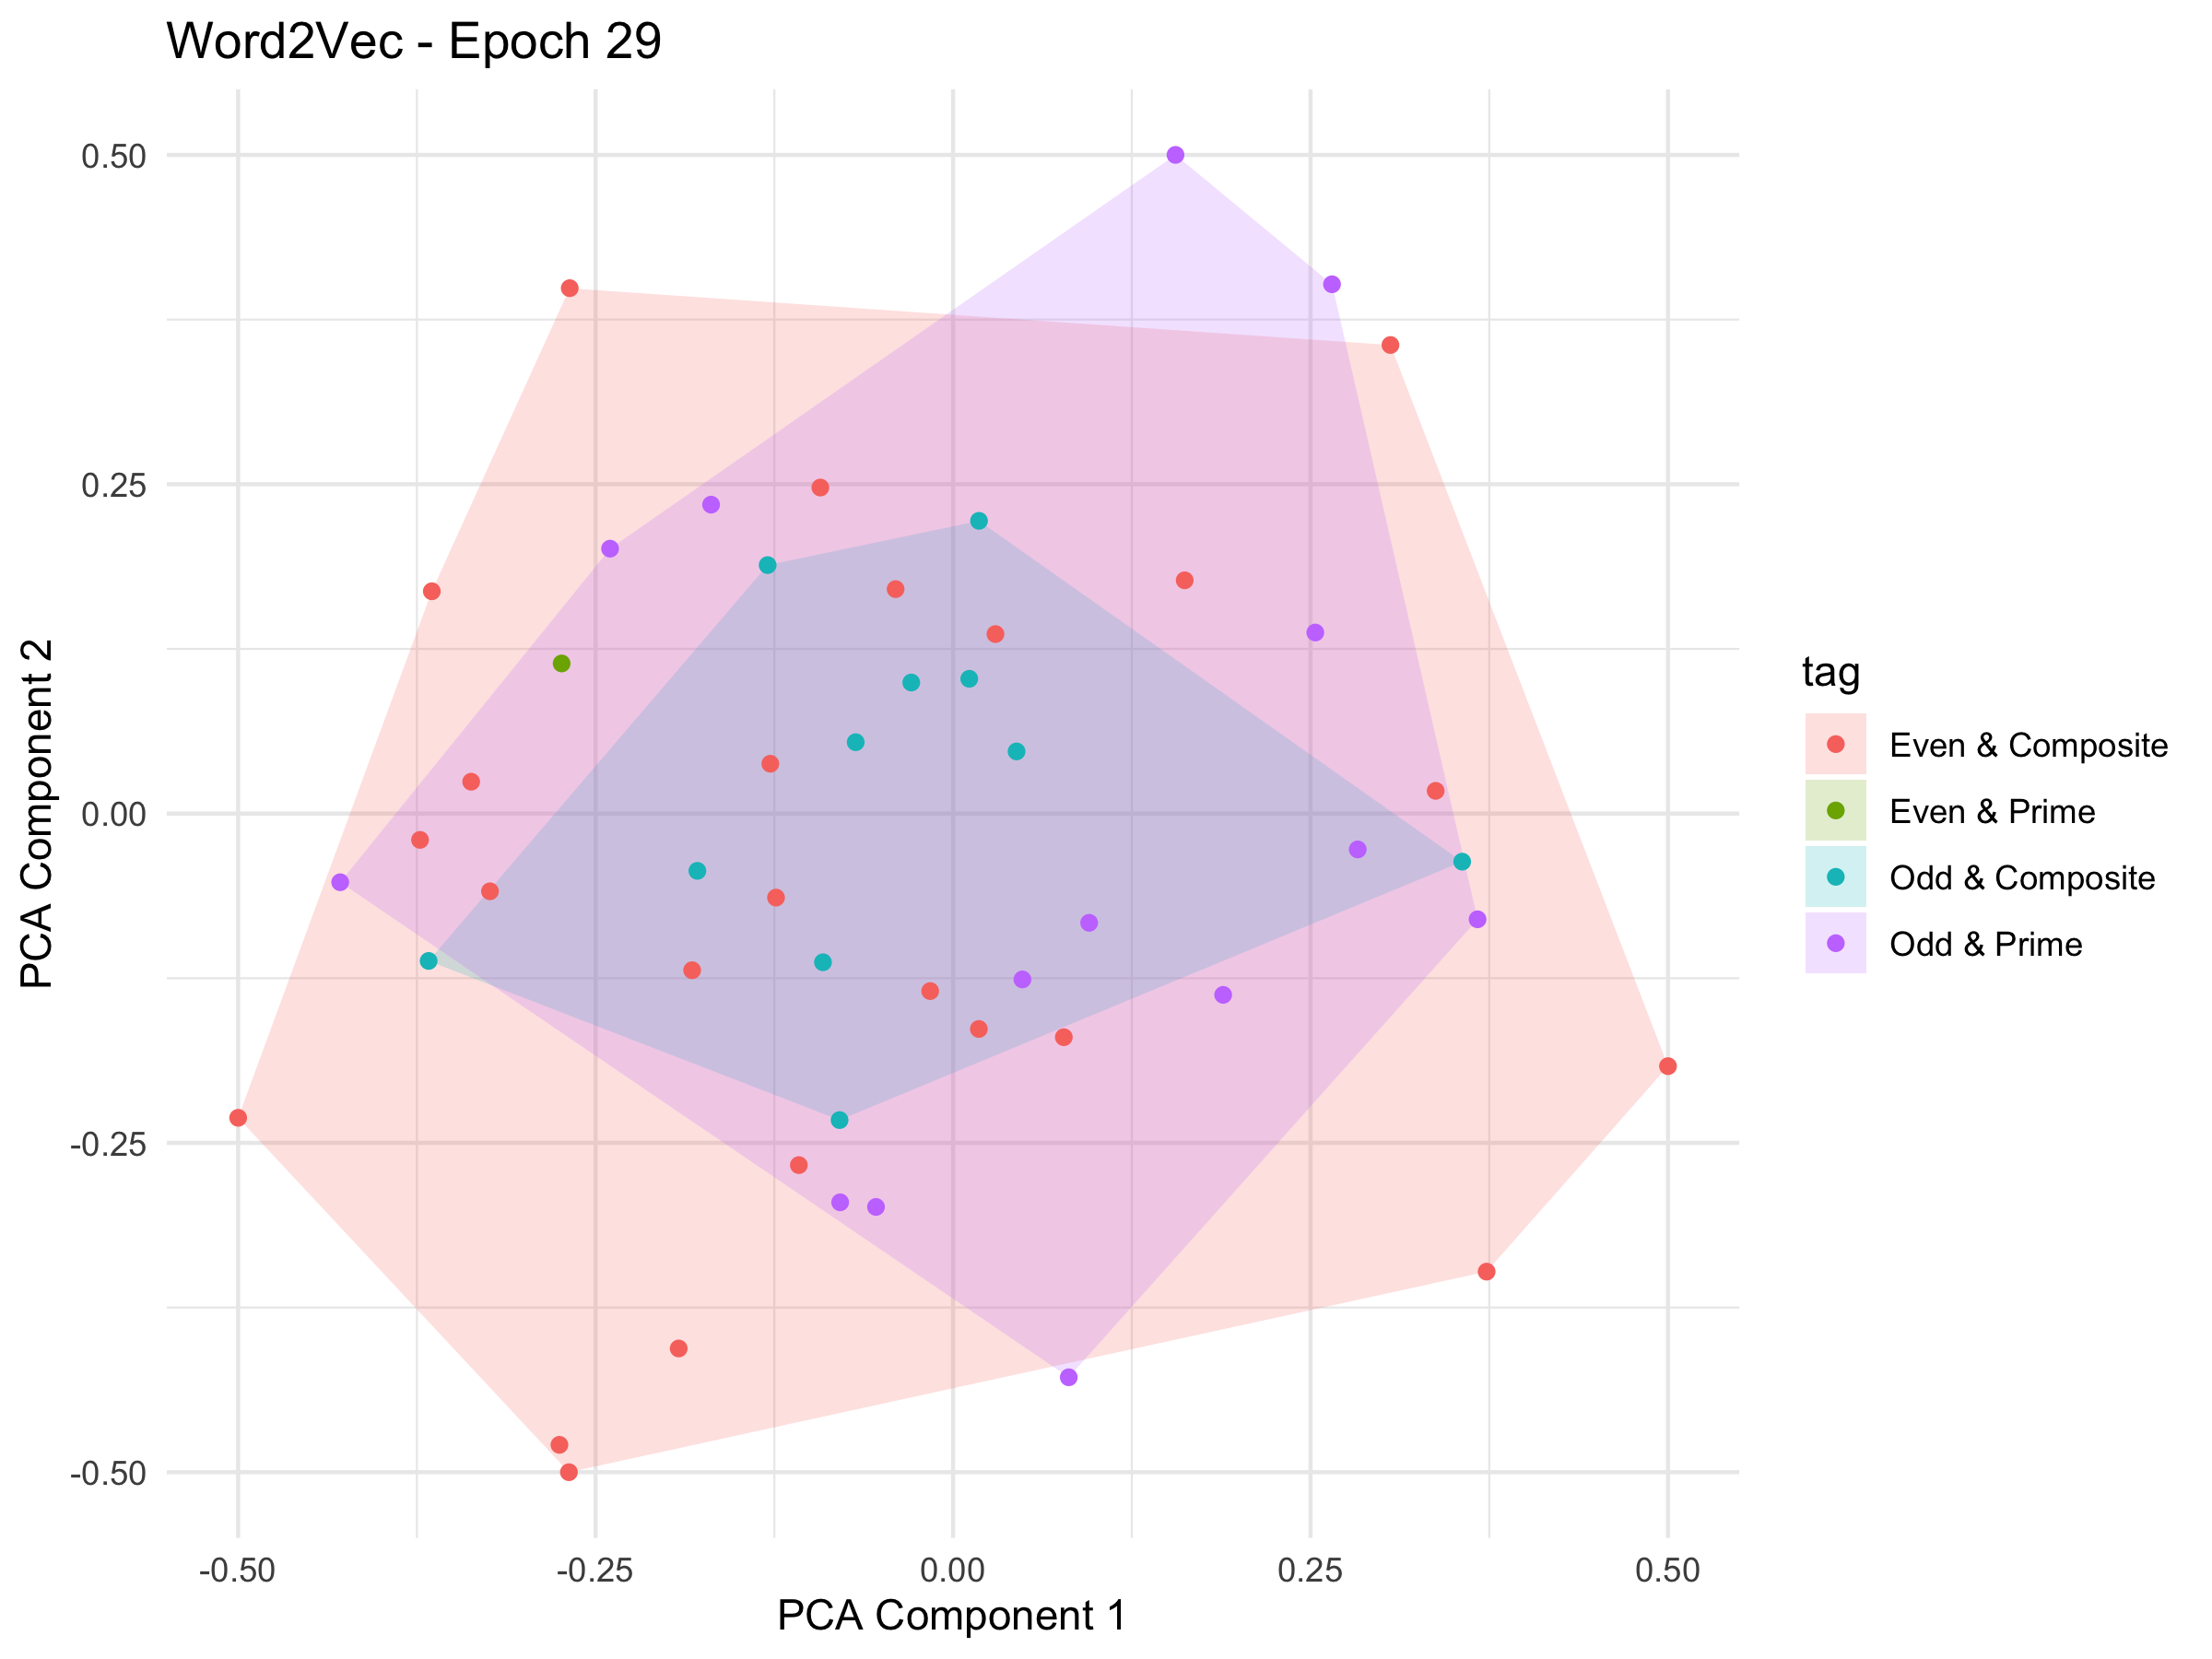 Word2Vec - Epoch 29
0.50
0.25
0.00
-0.25
-0.50
PCA Component 2
-0.50
-0.25
0.00
0.25
0.50
PCA Component 1
tag
Even & Composite
Even & Prime
Odd & Composite
Odd & Prime